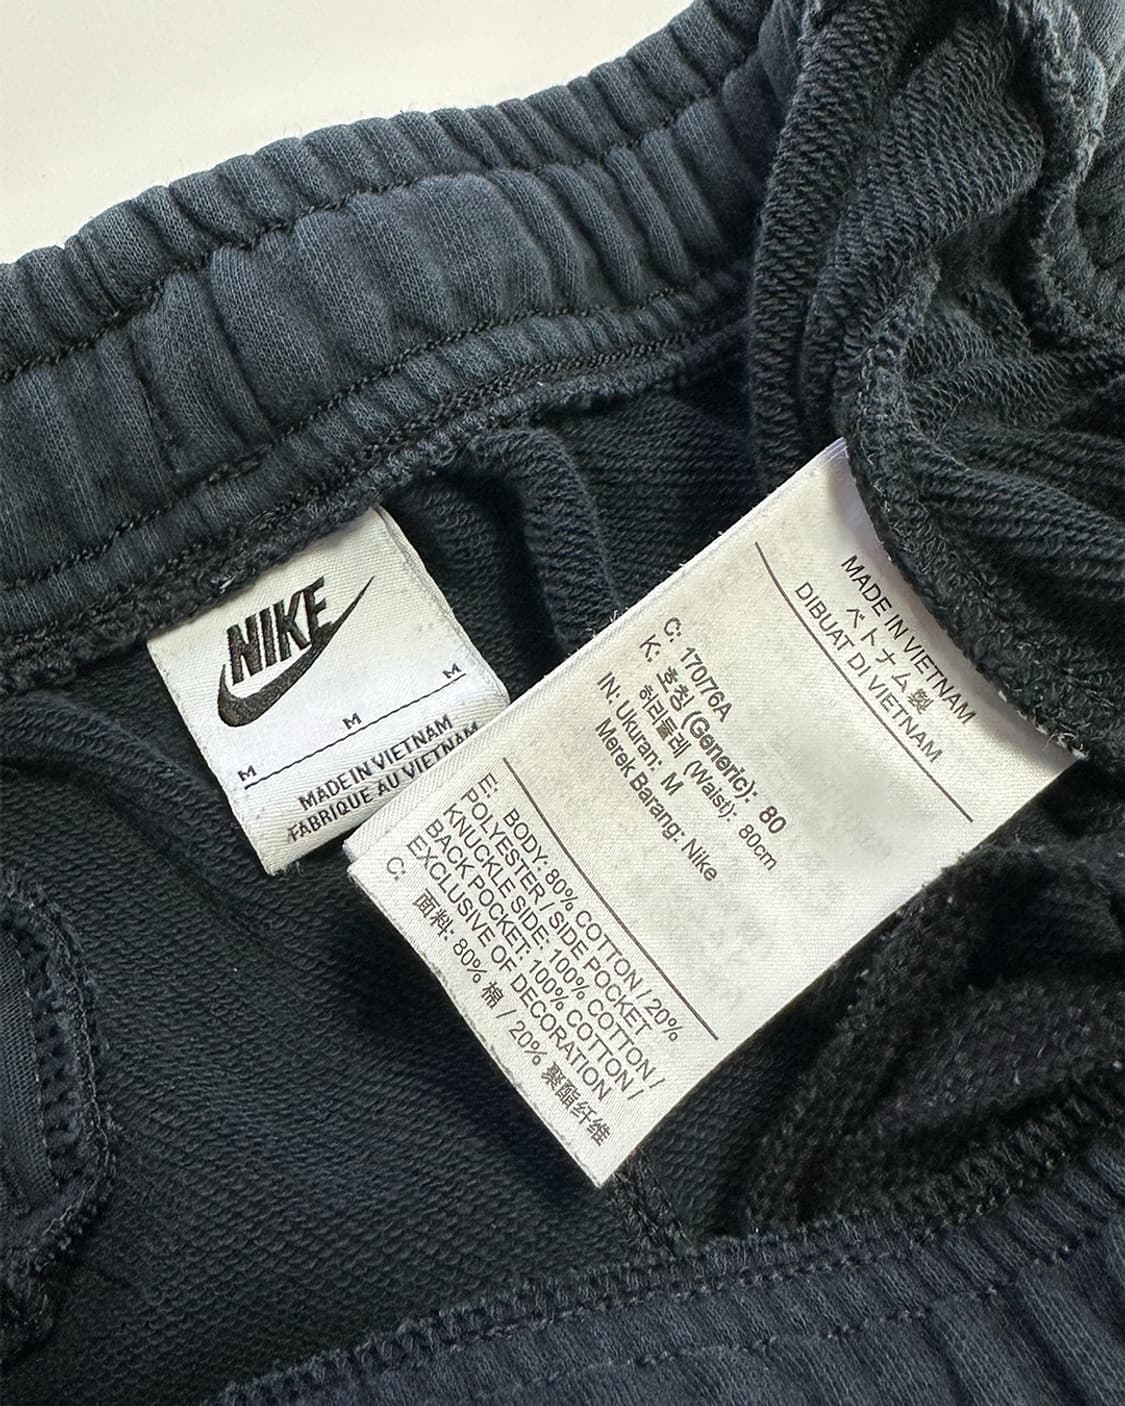 NIKE
M M M
MADE IN VIETNAM
FABRIQUE AU VIETNAM
MADE IN VIETNAM
ベトナム製
DIBUAT DI VIETNAM
C: 170/76A
K: 호칭 (Generic): 80
허리둘레 (Waist): 80cm
IN: Ukuran: M
Merek Barang: Nike
E: BODY: 80% COTTON / 20%
POLYESTER / SIDE POCKET
KNUCKLE SIDE: 100% COTTON /
BACK POCKET: 100% COTTON /
EXCLUSIVE OF DECORATION
C: 面料: 80% 棉 / 20% 聚酯纤维